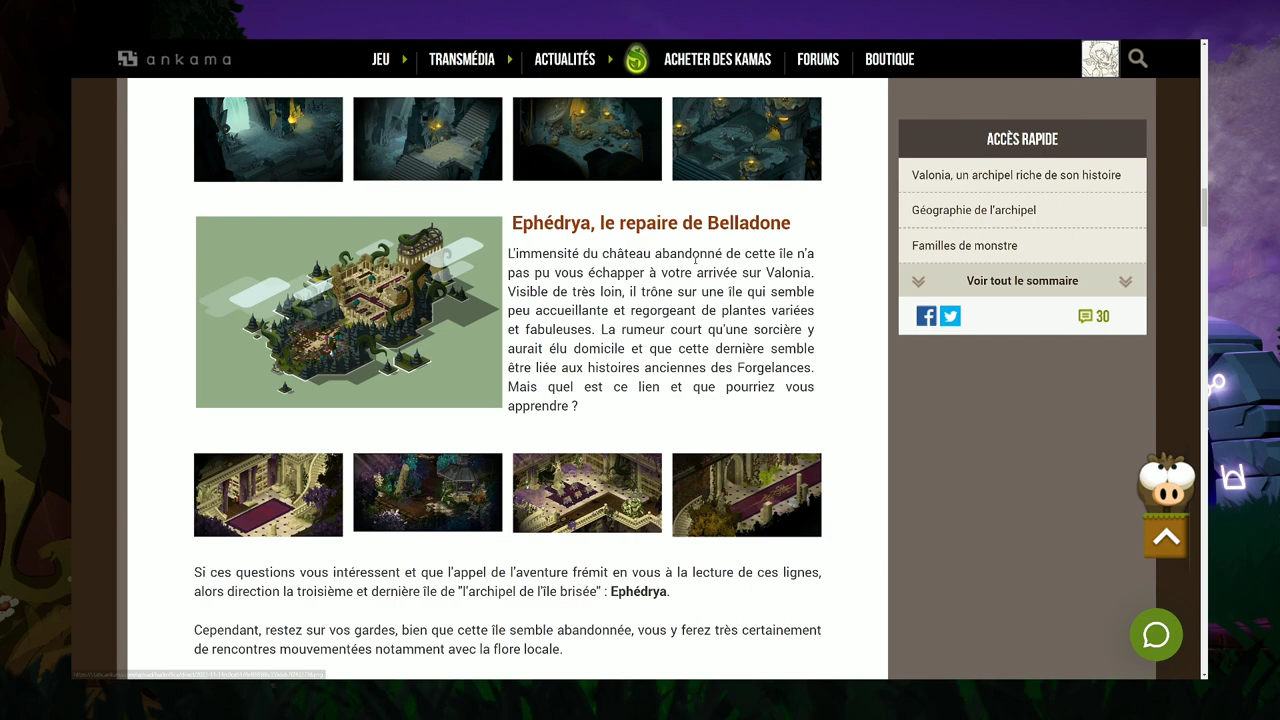 ankama
JEU TRANSMÉDIA ACTUALITÉS ACHETER DES KAMAS FORUMS BOUTIQUE
ACCÈS RAPIDE
Valonia, un archipel riche de son histoire
Géographie de l'archipel
Familles de monstre
Voir tout le sommaire
30
Ephédrya, le repaire de Belladone
L'immensité du château abandonné de cette île n'a
pas pu vous échapper à votre arrivée sur Valonia.
Visible de très loin, il trône sur une île qui semble
peu accueillante et regorgeant de plantes variées
et fabuleuses. La rumeur court qu'une sorcière y
aurait élu domicile et que cette dernière semble
être liée aux histoires anciennes des Forgelances.
Mais quel est ce lien et que pourriez vous
apprendre ?
Si ces questions vous intéressent et que l'appel de l'aventure frémit en vous à la lecture de ces lignes,
alors direction la troisième et dernière île de "l'archipel de l'île brisée" : Ephédrya.
Cependant, restez sur vos gardes, bien que cette île semble abandonnée, vous y ferez très certainement
de rencontres mouvementées notamment avec la flore locale.